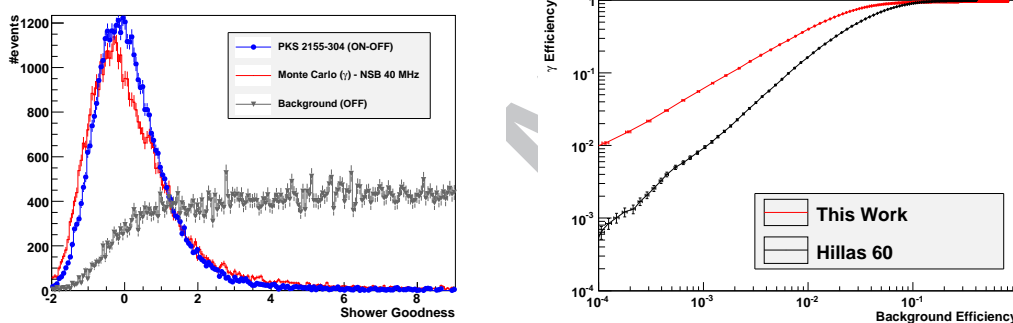 #events
1200
1000
800
600
400
200
0
-2 0 2 4 6 8
Shower Goodness
PKS 2155-304 (ON-OFF)
Monte Carlo (γ) - NSB 40 MHz
Background (OFF)
γ Efficiency
1
10⁻¹
10⁻²
10⁻³
10⁻⁴
10⁻⁴ 10⁻³ 10⁻² 10⁻¹ 1
Background Efficiency
This Work
Hillas 60